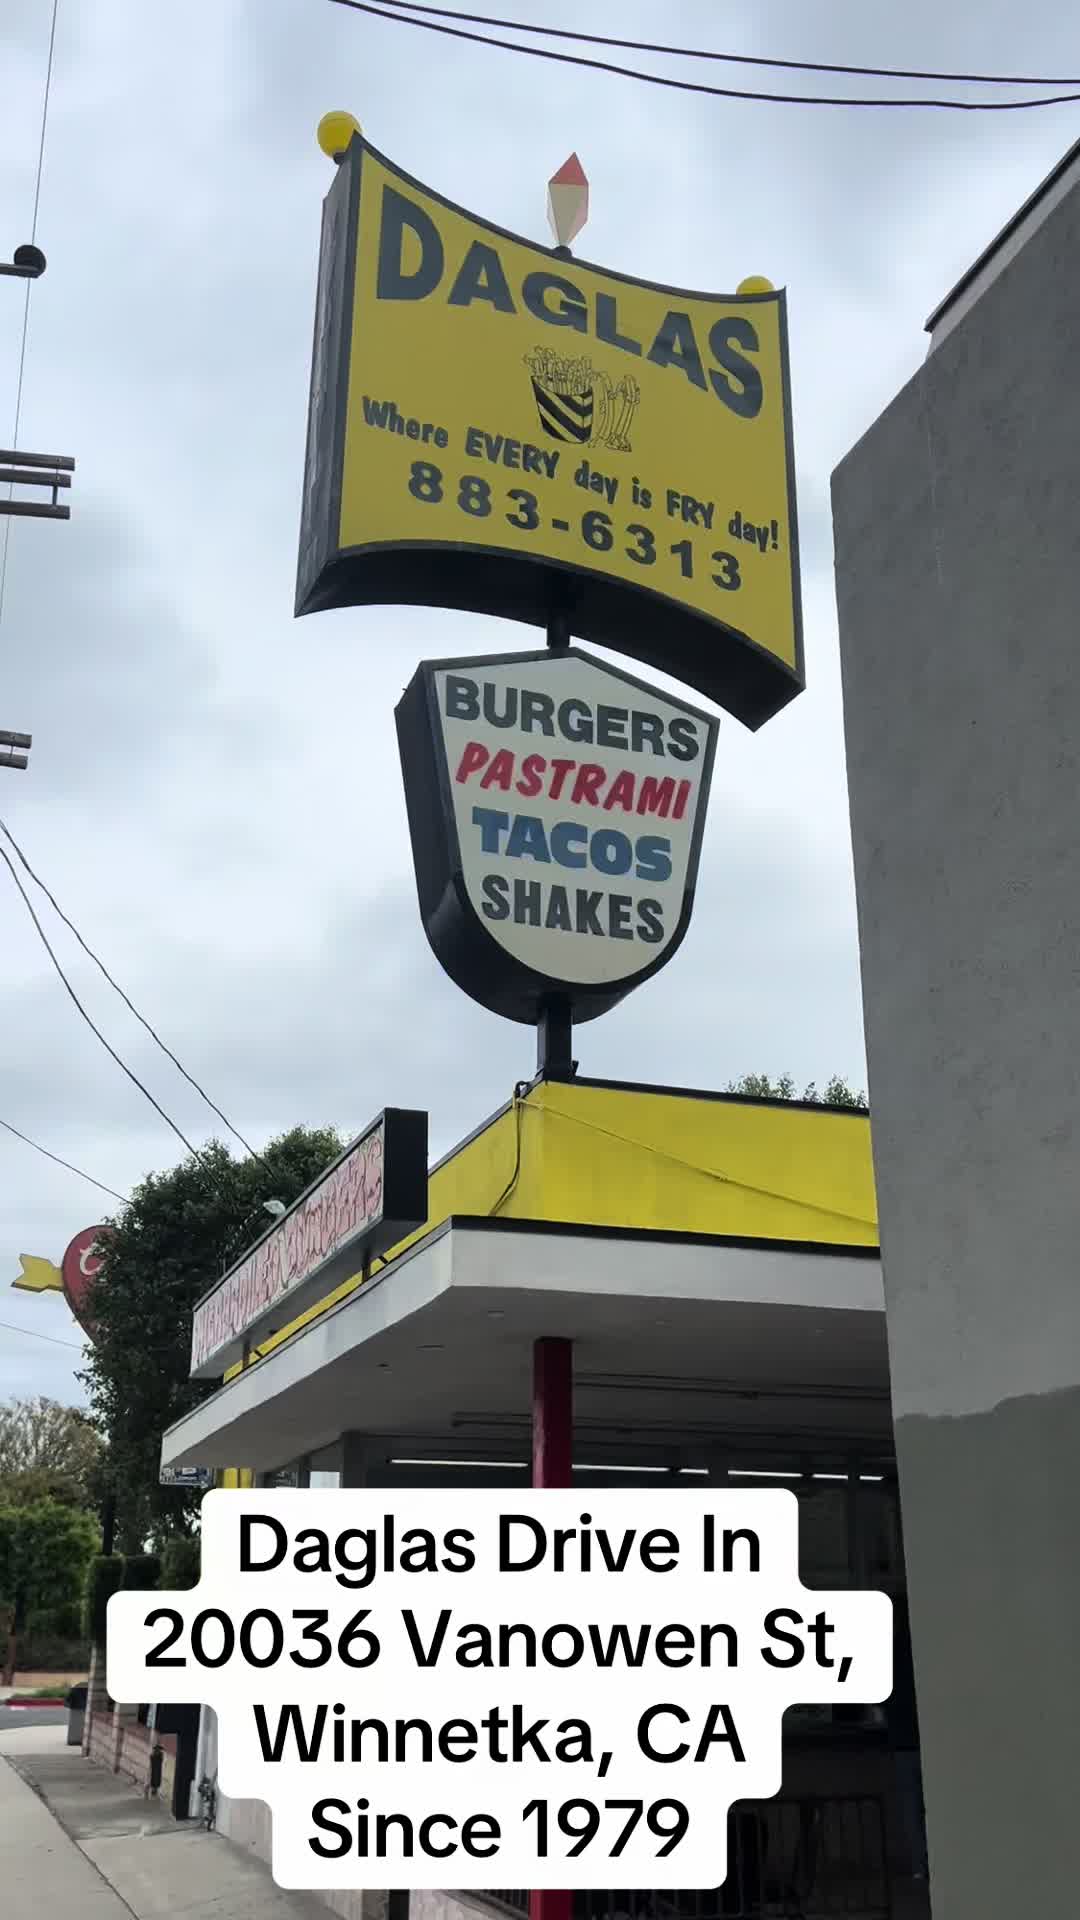 DAGLAS
Where EVERY day is FRY day!
883-6313
BURGERS
PASTRAMI
TACOS
SHAKES
Daglas Drive In
20036 Vanowen St,
Winnetka, CA
Since 1979